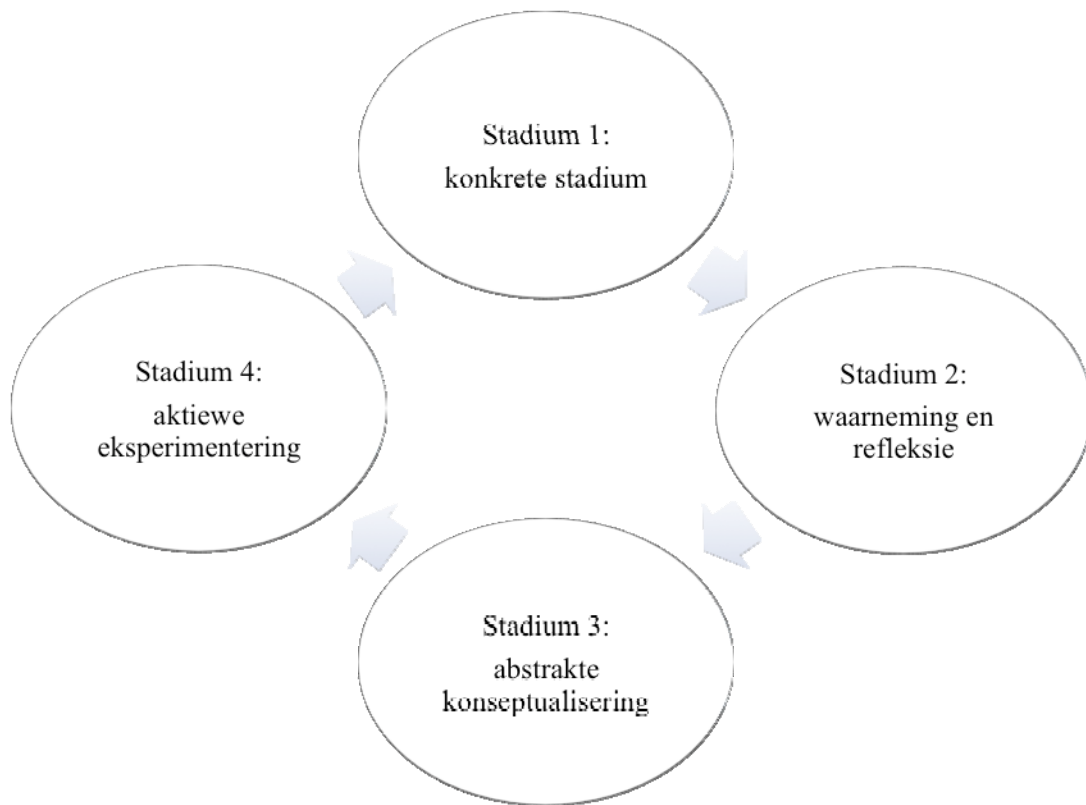 Stadium 1:
konkrete stadium
Stadium 2:
waarneming en
refleksie
Stadium 3:
abstrakte
konseptualisering
Stadium 4:
aktiewe
eksperimentering